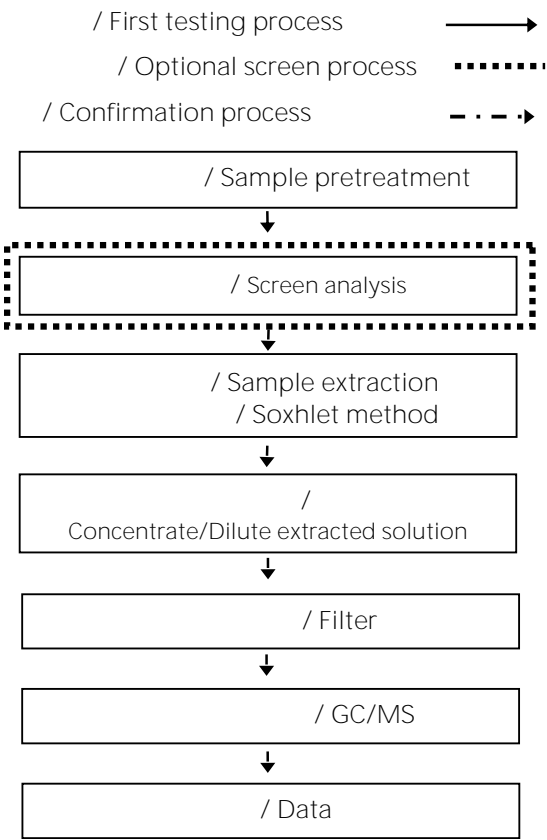 / First testing process
/ Optional screen process
/ Confirmation process
/ Sample pretreatment
/ Screen analysis
/ Sample extraction
/ Soxhlet method
/
Concentrate/Dilute extracted solution
/ Filter
/ GC/MS
/ Data